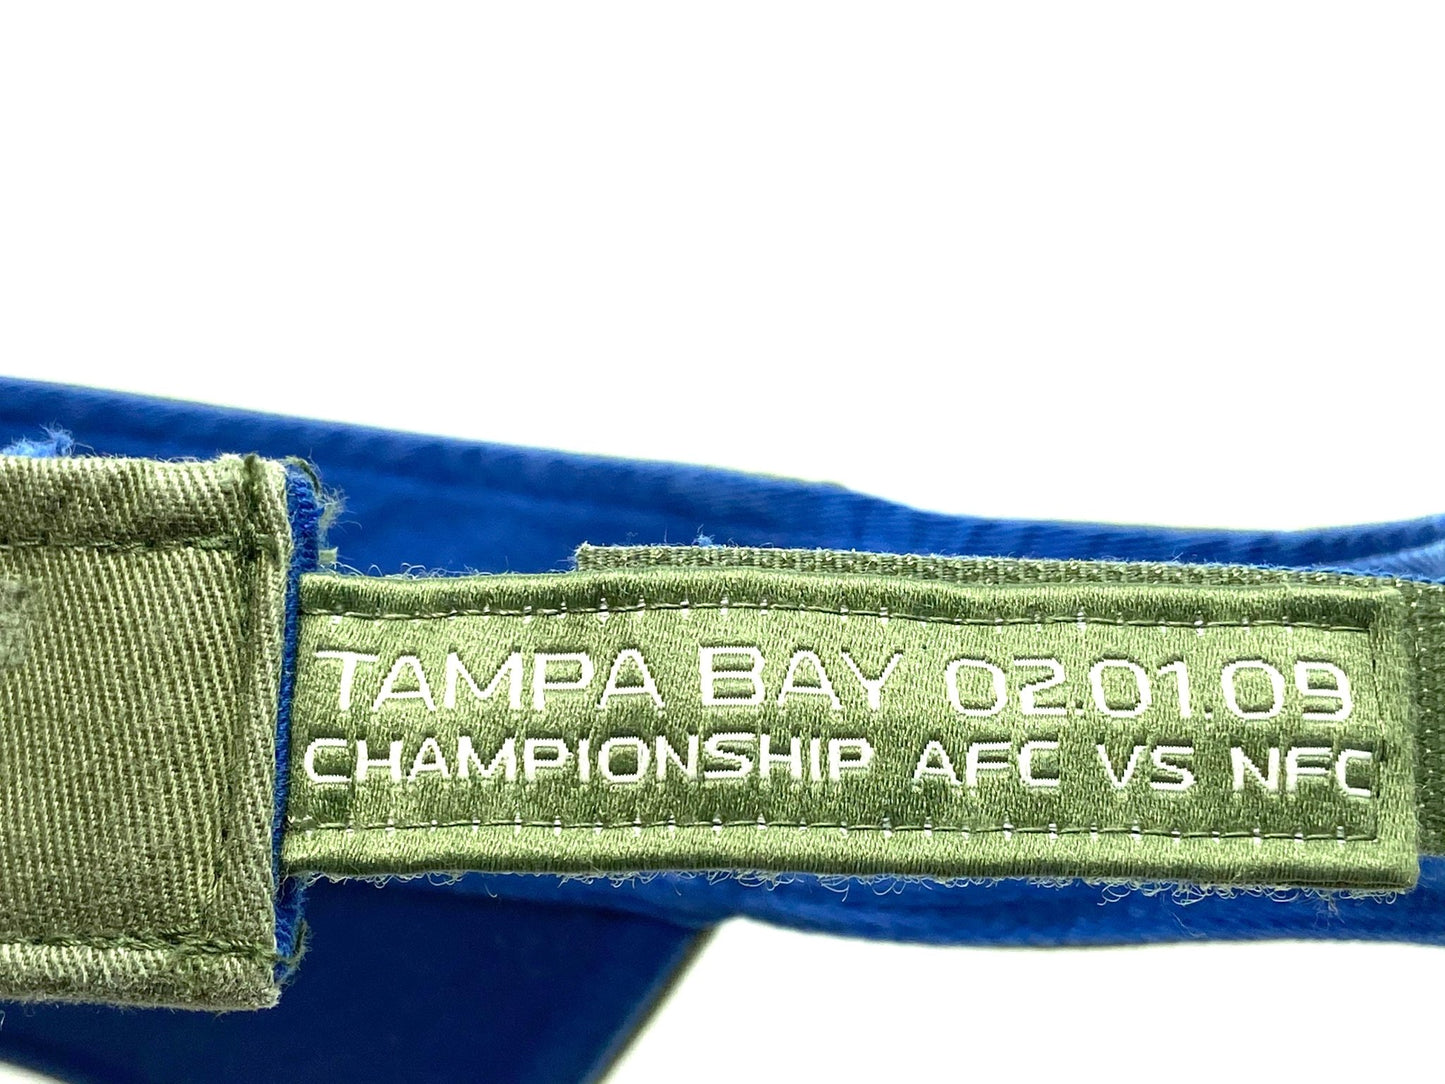 TAMPA BAY 02.01.09
CHAMPIONSHIP AFC VS NFC